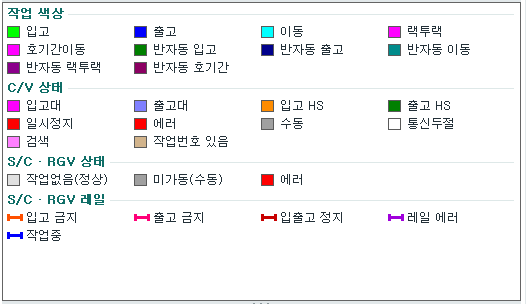 작업 색상
입고 출고 이동 랙투랙
호기간이동 반자동 입고 반자동 출고 반자동 이동
반자동 랙투랙 반자동 호기간
C/V 상태
입고대 출고대 입고 HS 출고 HS
일시정지 에러 수동 통신두절
검색 작업번호 있음
S/C · RGV 상태
작업없음(정상) 미가동(수동) 에러
S/C · RGV 레일
입고 금지 출고 금지 입출고 정지 레일 에러
작업중